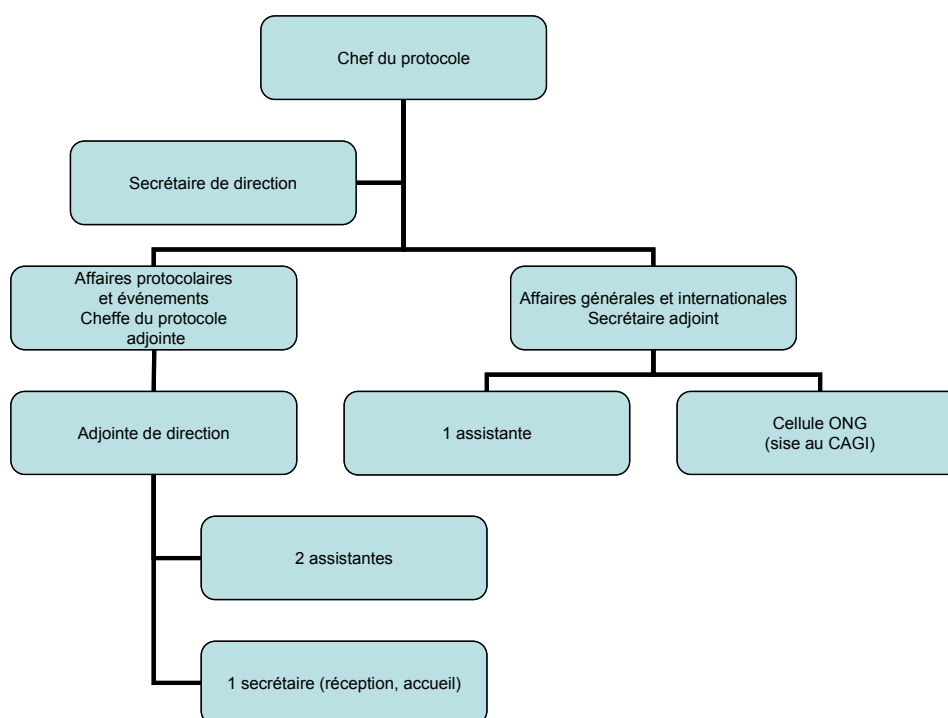 Chef du protocole
Secrétaire de direction
Affaires protocolaires
et événements
Cheffe du protocole
adjointe
Affaires générales et internationales
Secrétaire adjoint
Adjointe de direction
1 assistante
Cellule ONG
(sise au CAGI)
2 assistantes
1 secrétaire (réception, accueil)